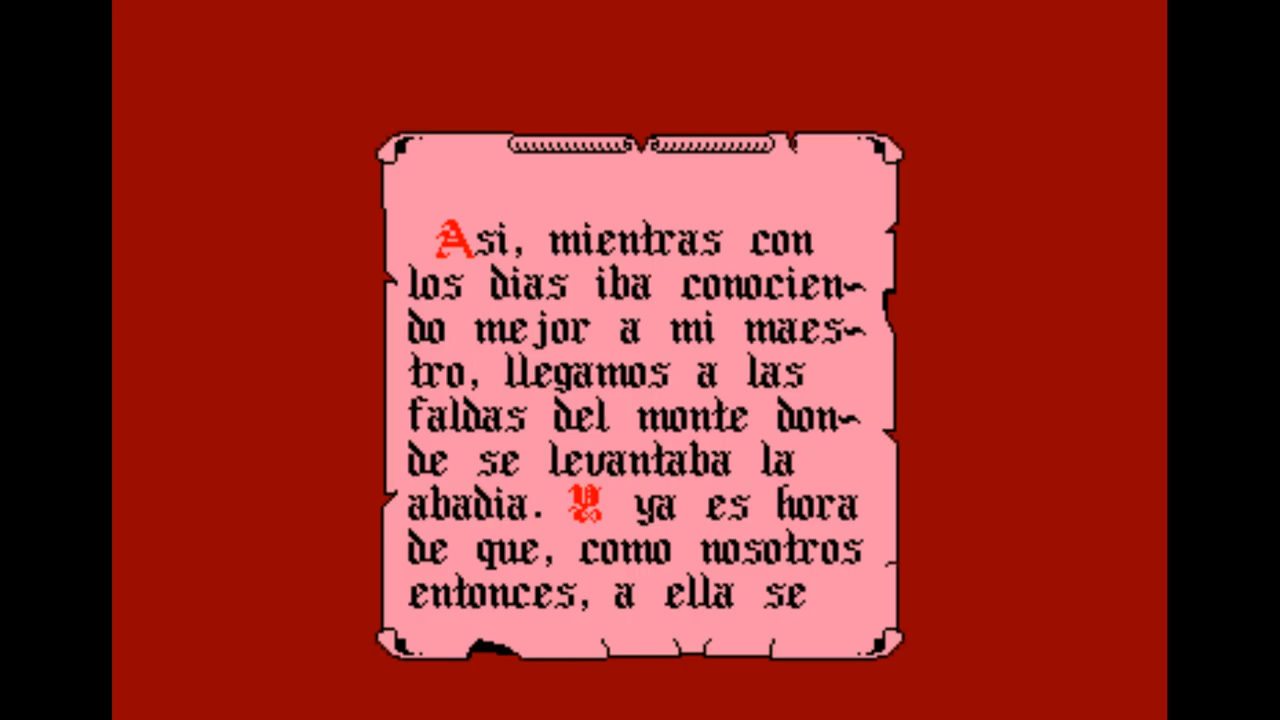 Asi, mientras con
los dias iba conocien-
do mejor a mi maes-
tro, llegamos a las
faldas del monte don-
de se levantaba la
abadia. Y ya es hora
de que, como nosotros
entonces, a ella se